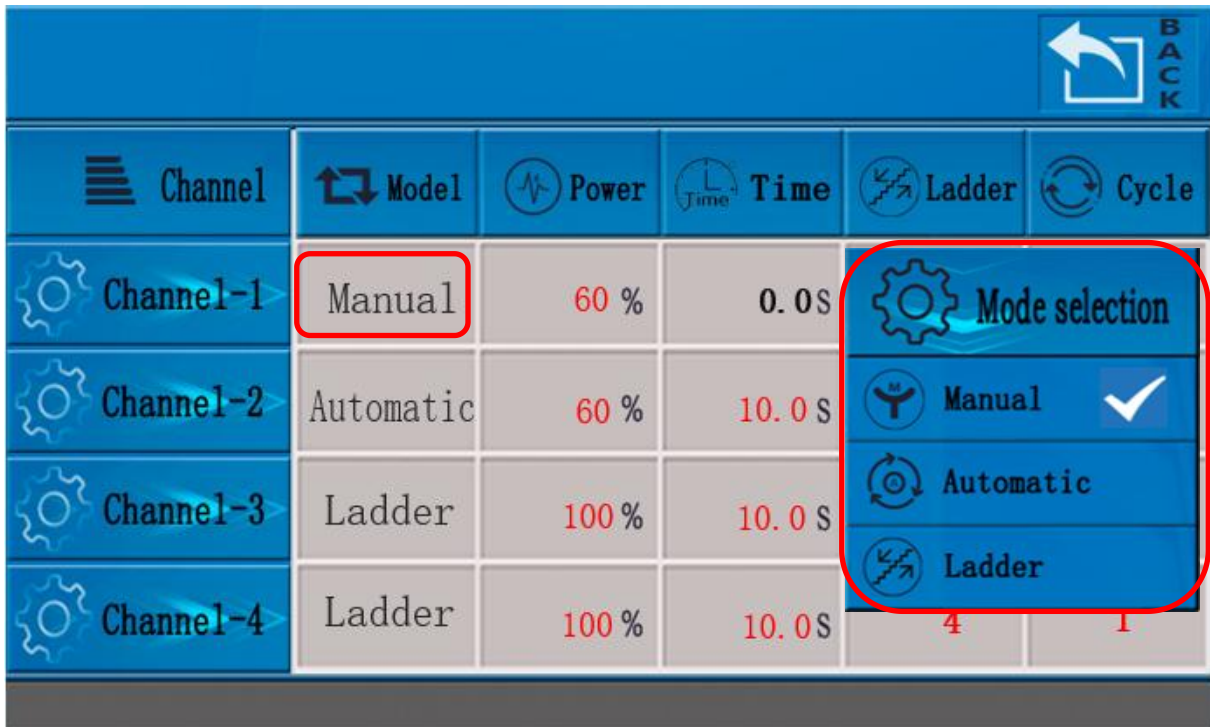 BACK
Channel Model Power Time Time Ladder Cycle
Channel-1 Manual 60 % 0.0S
Mode selection
Channel-2 Automatic 60 % 10.0 S
M Manual
Channel-3 Ladder 100 % 10.0 S
A Automatic
Ladder
Channel-4 Ladder 100 % 10.0S 4 1